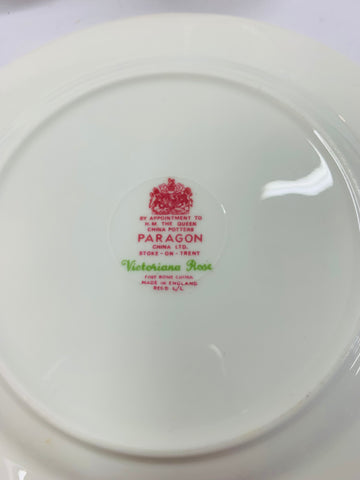 BY APPOINTMENT TO
H.M. THE QUEEN
CHINA POTTERS
PARAGON
CHINA LTD.
STOKE-ON-TRENT
Victoriana Rose
FINE BONE CHINA
MADE IN ENGLAND
REG'D.